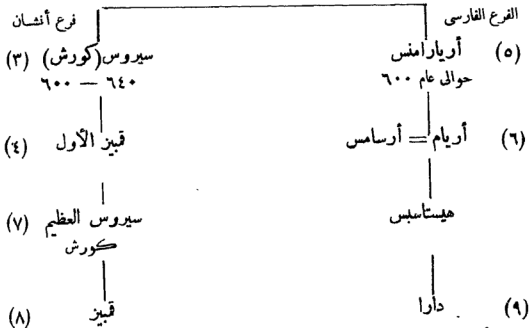 الفرع الفارسى
فرع أنشان
(٥) أريارامنس
سيروس (كورش) (٣)
حوالى عام ٦٠٠
٦٤٠ — ٦٠٠
(٦) أريام = أرسامس
قمبيز الأول (٤)
هيستاسبس
سيروس العظيم (٧)
كورش
(٩) دارا
قمبيز (٨)